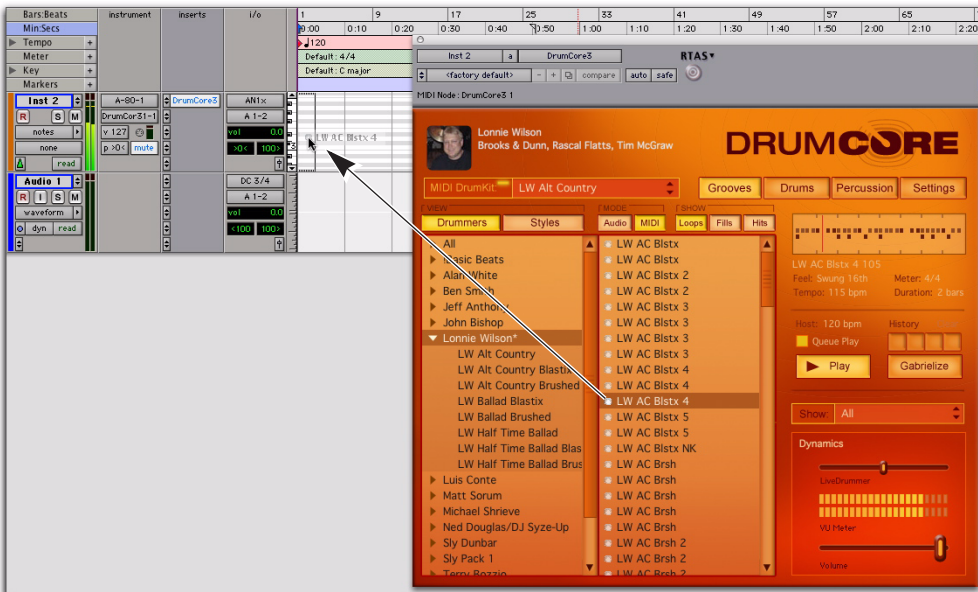 Bars:Beats instrument inserts i/o 1 9 17 25 33 41 49 57 65
Min:Secs 0:00 0:10 0:20 0:30 0:40 0:50 1:00 1:10 1:20 1:30 1:40 1:50 2:00 2:10 2:20
Tempo + 120
Meter + Default: 4/4
Key + Default: C major
Markers +
Inst 2 A-80-1 DrumCore3 AN1x
R S M DrumCor31-1 A 1-2
notes v 127 vol 0.0
none p >0< mute >0< 100>
read
LW AC Blstx 4
Audio 1 DC 3/4
R I S M A 1-2
waveform vol 0.0
dyn read <100 100>
Inst 2 a DrumCore3 RTAS
<factory default> - + compare auto safe
MIDI Node: DrumCore3 1
Lonnie Wilson
Brooks & Dunn, Rascal Flatts, Tim McGraw
DRUMCORE
MIDI DrumKit LW Alt Country Grooves Drums Percussion Settings
VIEW MODE SHOW
Drummers Styles Audio MIDI Loops Fills Hits
All
Basic Beats
Alan White
Ben Smith
Jeff Anthony
John Bishop
Lonnie Wilson*
LW Alt Country
LW Alt Country Blastix
LW Alt Country Brushed
LW Ballad Blastix
LW Ballad Brushed
LW Half Time Ballad
LW Half Time Ballad Blas
LW Half Time Ballad Brus
Luis Conte
Matt Sorum
Michael Shrieve
Ned Douglas/DJ Syze-Up
Sly Dunbar
Sly Pack 1
Terry Bozzio
LW AC Blstx
LW AC Blstx
LW AC Blstx 2
LW AC Blstx 2
LW AC Blstx 3
LW AC Blstx 3
LW AC Blstx 3
LW AC Blstx 3
LW AC Blstx 4
LW AC Blstx 4
LW AC Blstx 4
LW AC Blstx 5
LW AC Blstx 5
LW AC Blstx NK
LW AC Brsh
LW AC Brsh
LW AC Brsh
LW AC Brsh
LW AC Brsh
LW AC Brsh 2
LW AC Brsh 2
LW AC Brsh 2
LW AC Blstx 4 105
Feel: Swung 16th Meter: 4/4
Tempo: 115 bpm Duration: 2 bars
Host: 120 bpm History
Queue Play
Play Gabrielize
Show: All
Dynamics
LiveDrummer
VU Meter
Volume